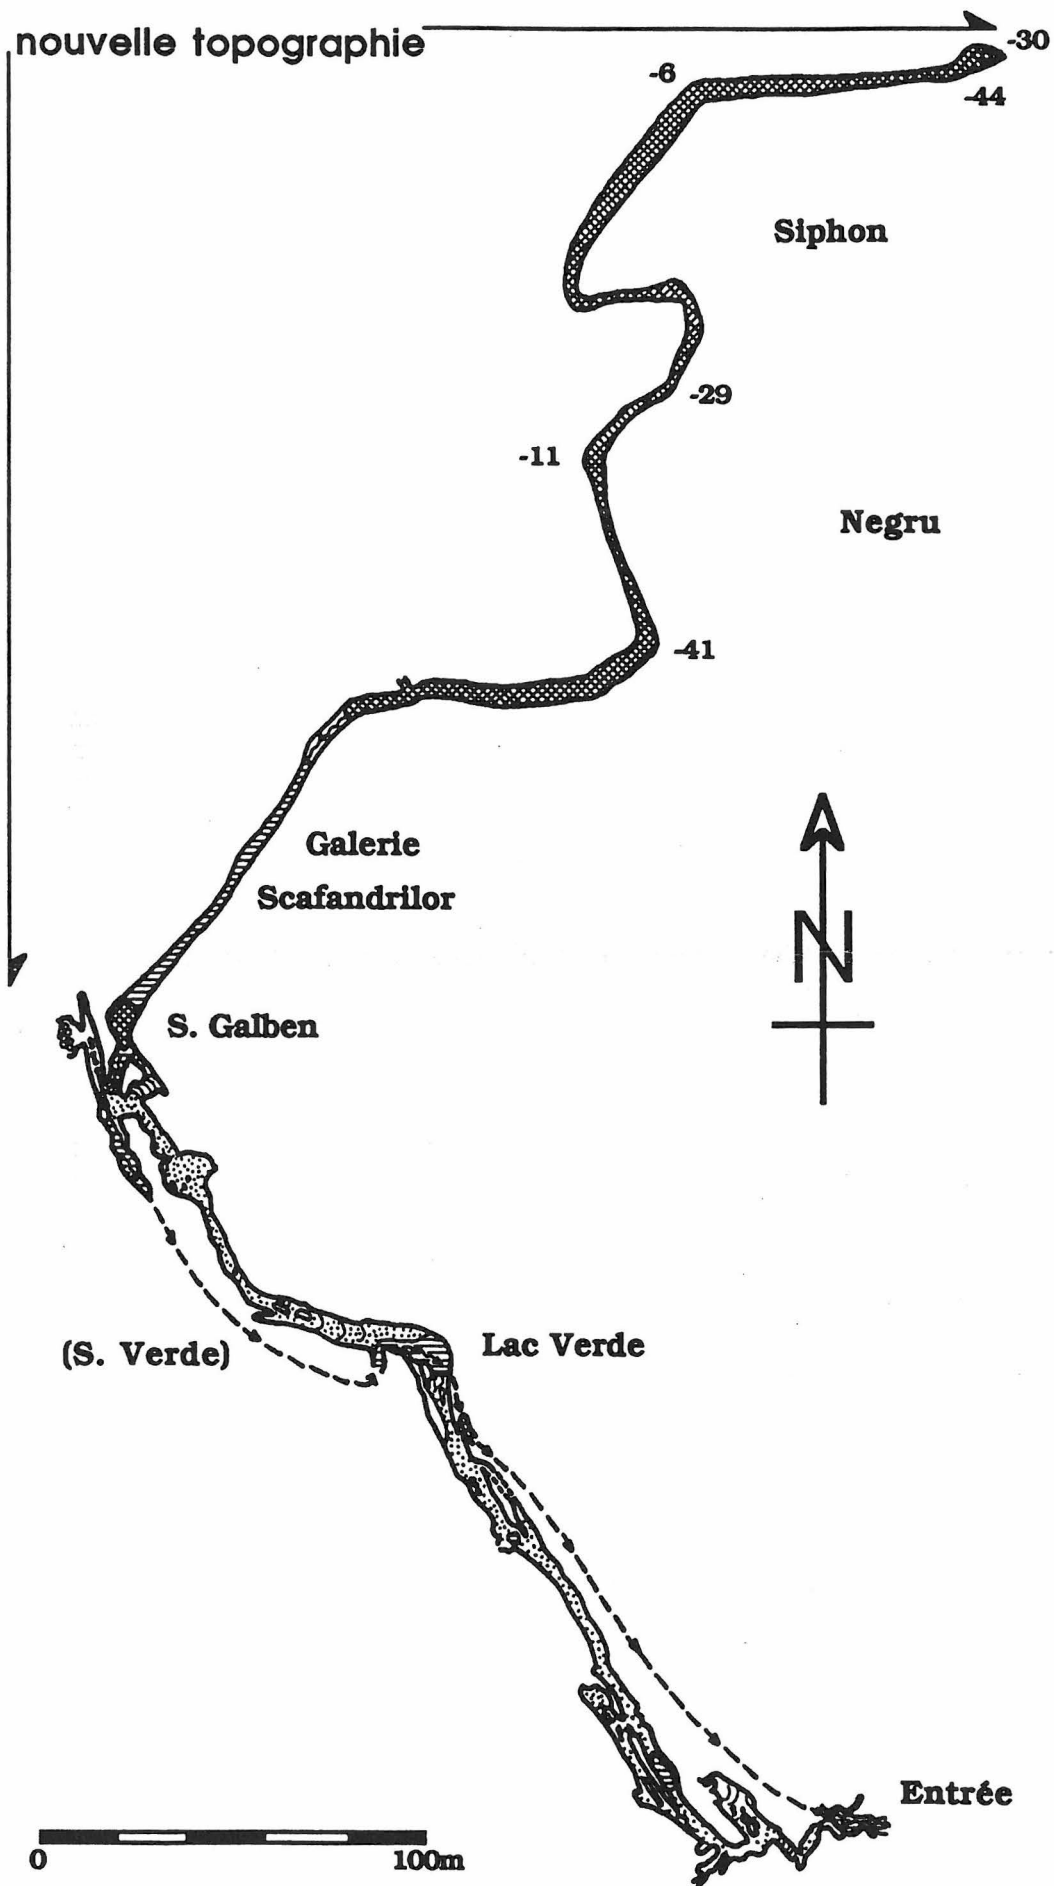 nouvelle topographie
-30
-6
-44
Siphon
-29
-11
Negru
-41
Galerie
Scafandrilor
N
S. Galben
(S. Verde)
Lac Verde
Entrée
0
100m